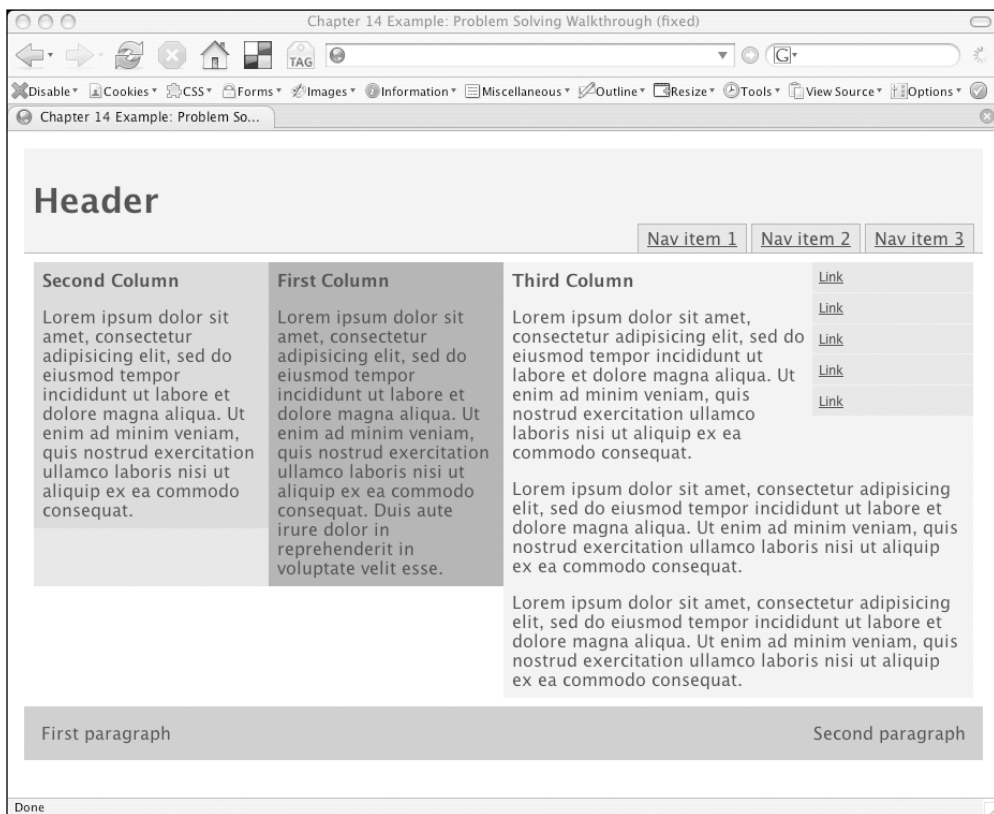 Chapter 14 Example: Problem Solving Walkthrough (fixed)
TAG
G
Disable Cookies CSS Forms Images Information Miscellaneous Outline Resize Tools View Source Options
Chapter 14 Example: Problem So...
Header
Nav item 1 Nav item 2 Nav item 3
Second Column
Lorem ipsum dolor sit
amet, consectetur
adipisicing elit, sed do
eiusmod tempor
incididunt ut labore et
dolore magna aliqua. Ut
enim ad minim veniam,
quis nostrud exercitation
ullamco laboris nisi ut
aliquip ex ea commodo
consequat.
First Column
Lorem ipsum dolor sit
amet, consectetur
adipisicing elit, sed do
eiusmod tempor
incididunt ut labore et
dolore magna aliqua. Ut
enim ad minim veniam,
quis nostrud exercitation
ullamco laboris nisi ut
aliquip ex ea commodo
consequat. Duis aute
irure dolor in
reprehenderit in
voluptate velit esse.
Third Column
Lorem ipsum dolor sit amet,
consectetur adipisicing elit, sed do
eiusmod tempor incididunt ut
labore et dolore magna aliqua. Ut
enim ad minim veniam, quis
nostrud exercitation ullamco
laboris nisi ut aliquip ex ea
commodo consequat.
Link
Link
Link
Link
Link
Lorem ipsum dolor sit amet, consectetur adipisicing
elit, sed do eiusmod tempor incididunt ut labore et
dolore magna aliqua. Ut enim ad minim veniam, quis
nostrud exercitation ullamco laboris nisi ut aliquip
ex ea commodo consequat.
Lorem ipsum dolor sit amet, consectetur adipisicing
elit, sed do eiusmod tempor incididunt ut labore et
dolore magna aliqua. Ut enim ad minim veniam, quis
nostrud exercitation ullamco laboris nisi ut aliquip
ex ea commodo consequat.
First paragraph Second paragraph
Done